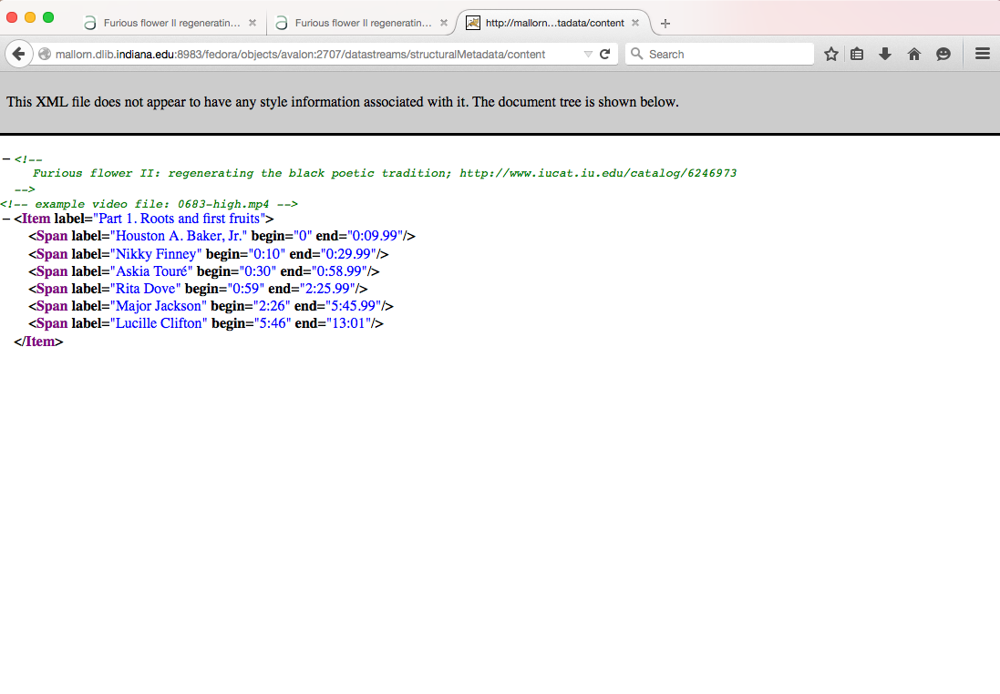 Furious flower II regeneratin... ×
Furious flower II regeneratin... ×
http://mallorn...tadata/content ×
mallorn.dlib.indiana.edu:8983/fedora/objects/avalon:2707/datastreams/structuralMetadata/content
Search
This XML file does not appear to have any style information associated with it. The document tree is shown below.
− <!--
Furious flower II: regenerating the black poetic tradition; http://www.iucat.iu.edu/catalog/6246973
-->
<!-- example video file: 0683-high.mp4 -->
− <Item label="Part 1. Roots and first fruits">
<Span label="Houston A. Baker, Jr." begin="0" end="0:09.99"/>
<Span label="Nikky Finney" begin="0:10" end="0:29.99"/>
<Span label="Askia Touré" begin="0:30" end="0:58.99"/>
<Span label="Rita Dove" begin="0:59" end="2:25.99"/>
<Span label="Major Jackson" begin="2:26" end="5:45.99"/>
<Span label="Lucille Clifton" begin="5:46" end="13:01"/>
</Item>